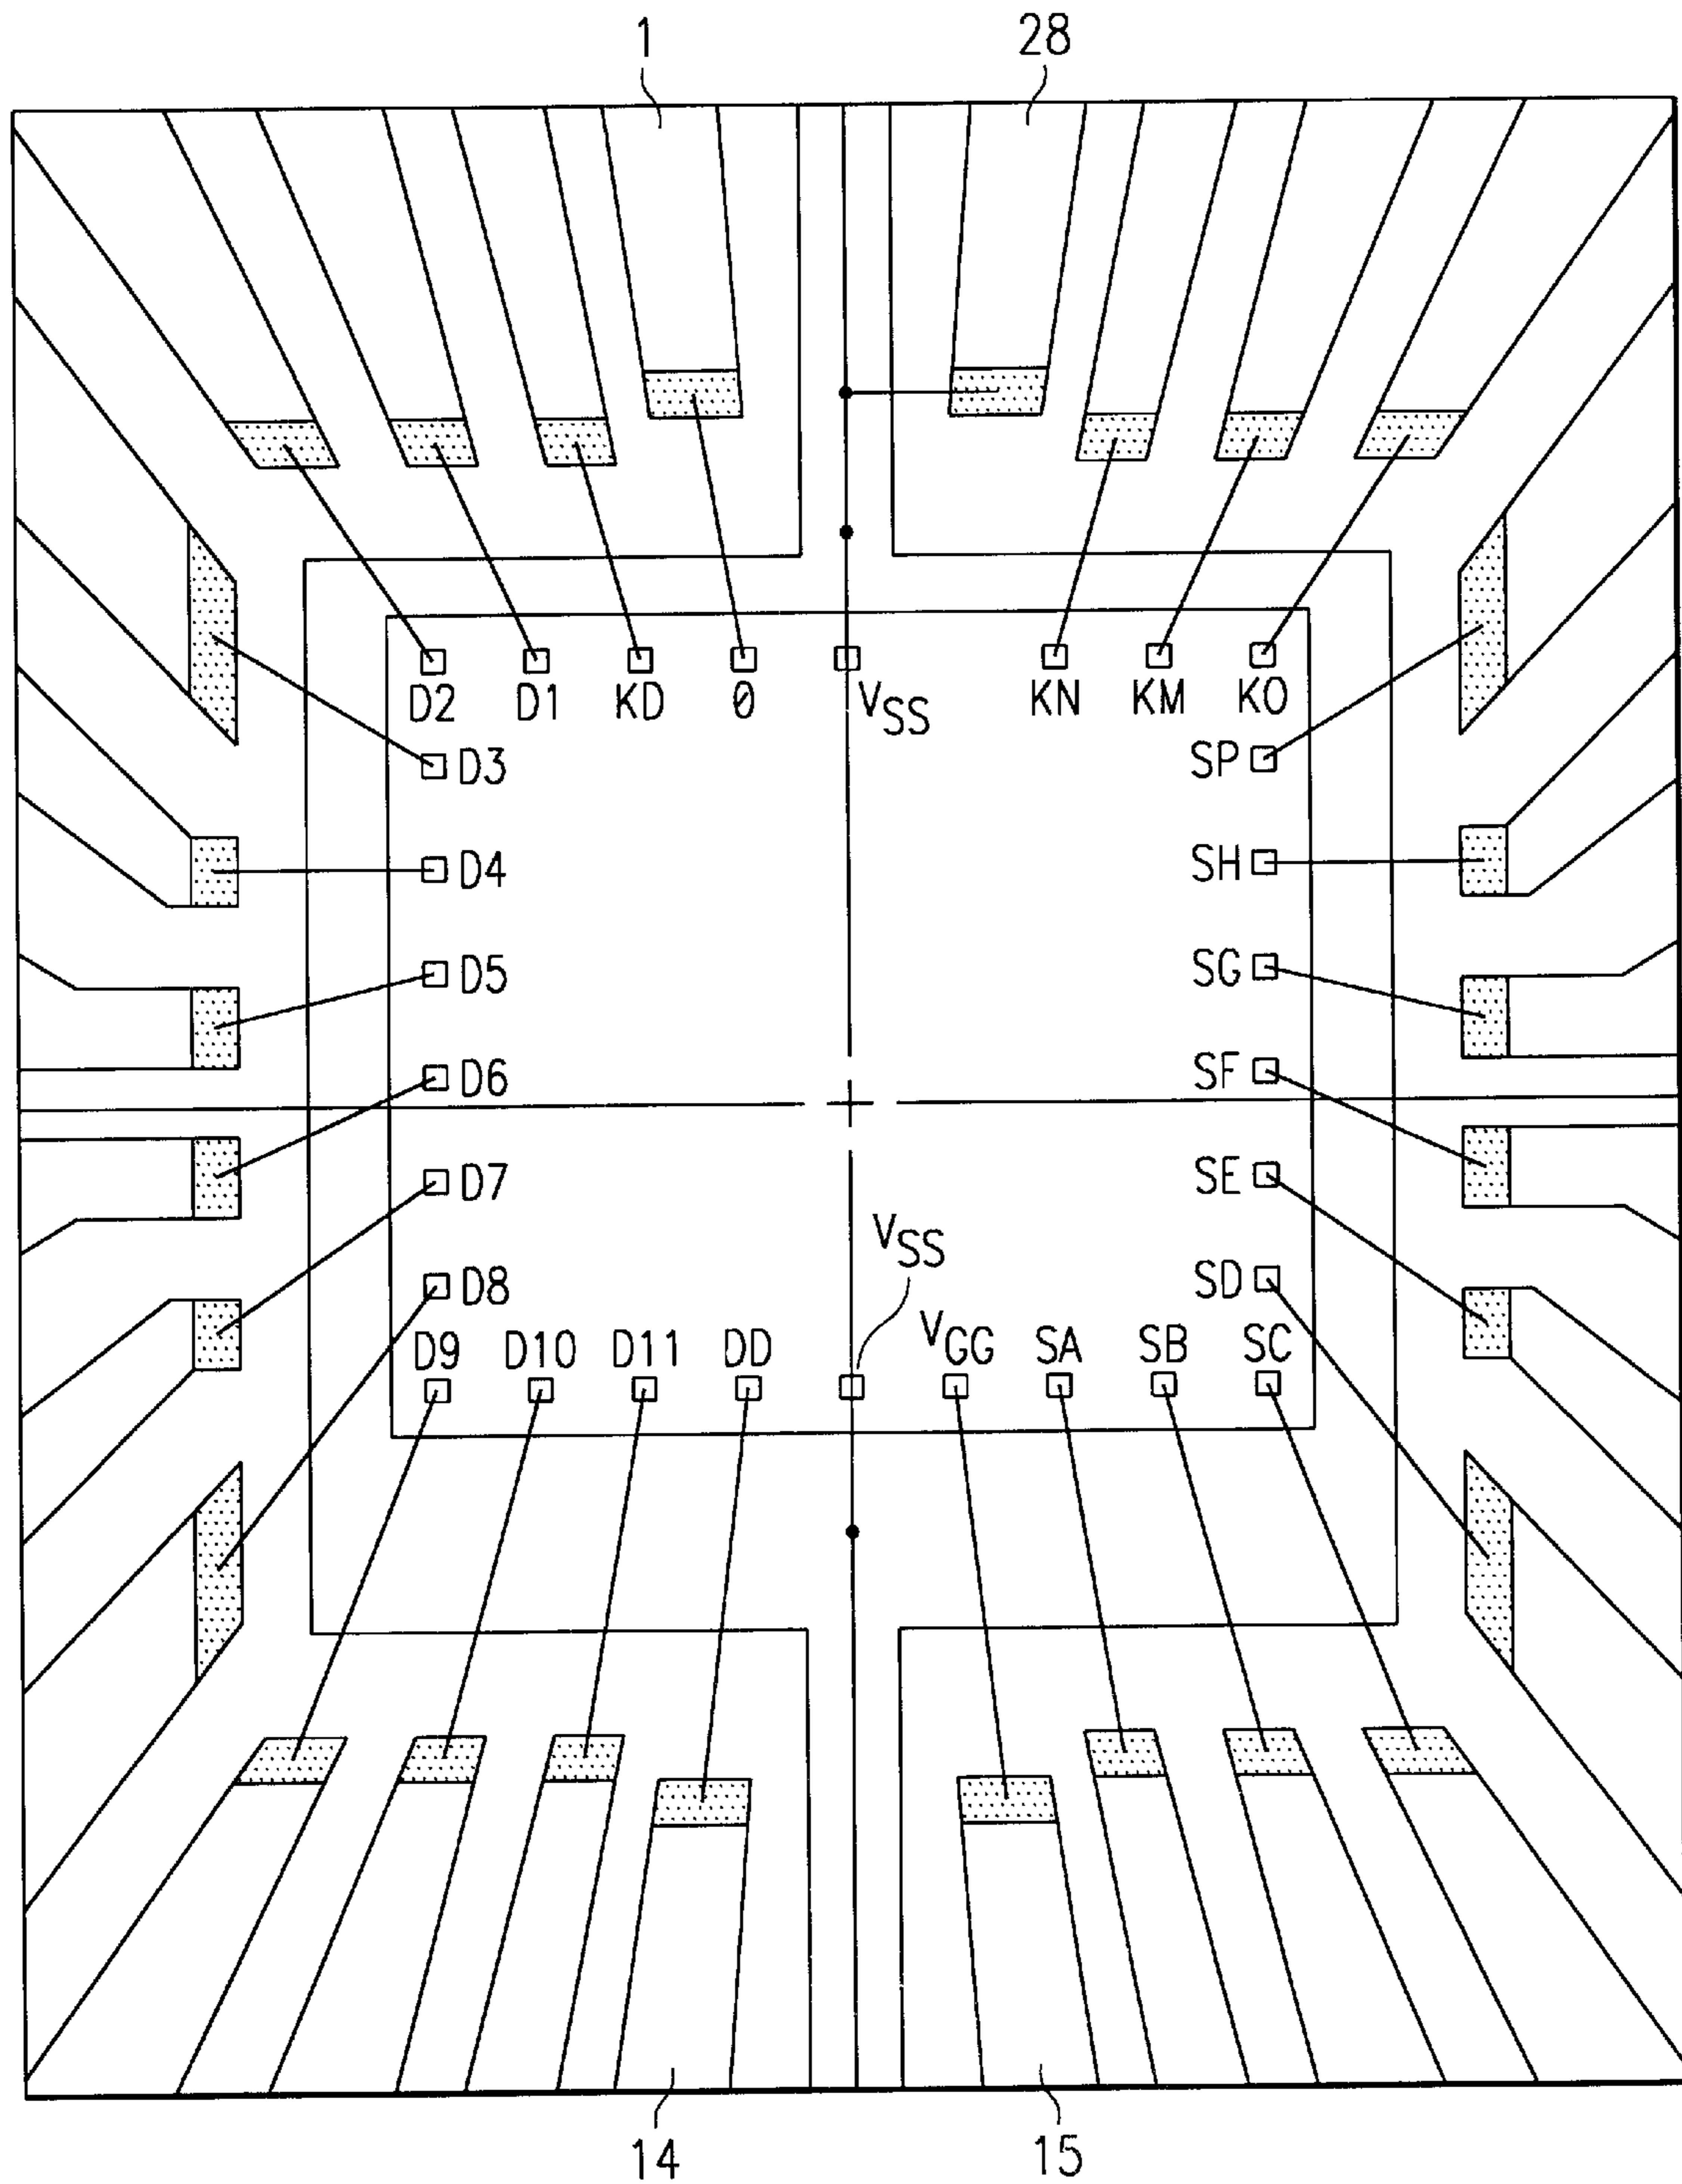 1 28
D2 D1 KD 0 VSS KN KM KO
D3 SP
D4 SH
D5 SG
D6 SF
D7 SE
VSS
D8 SD
D9 D10 D11 DD VGG SA SB SC
14 15